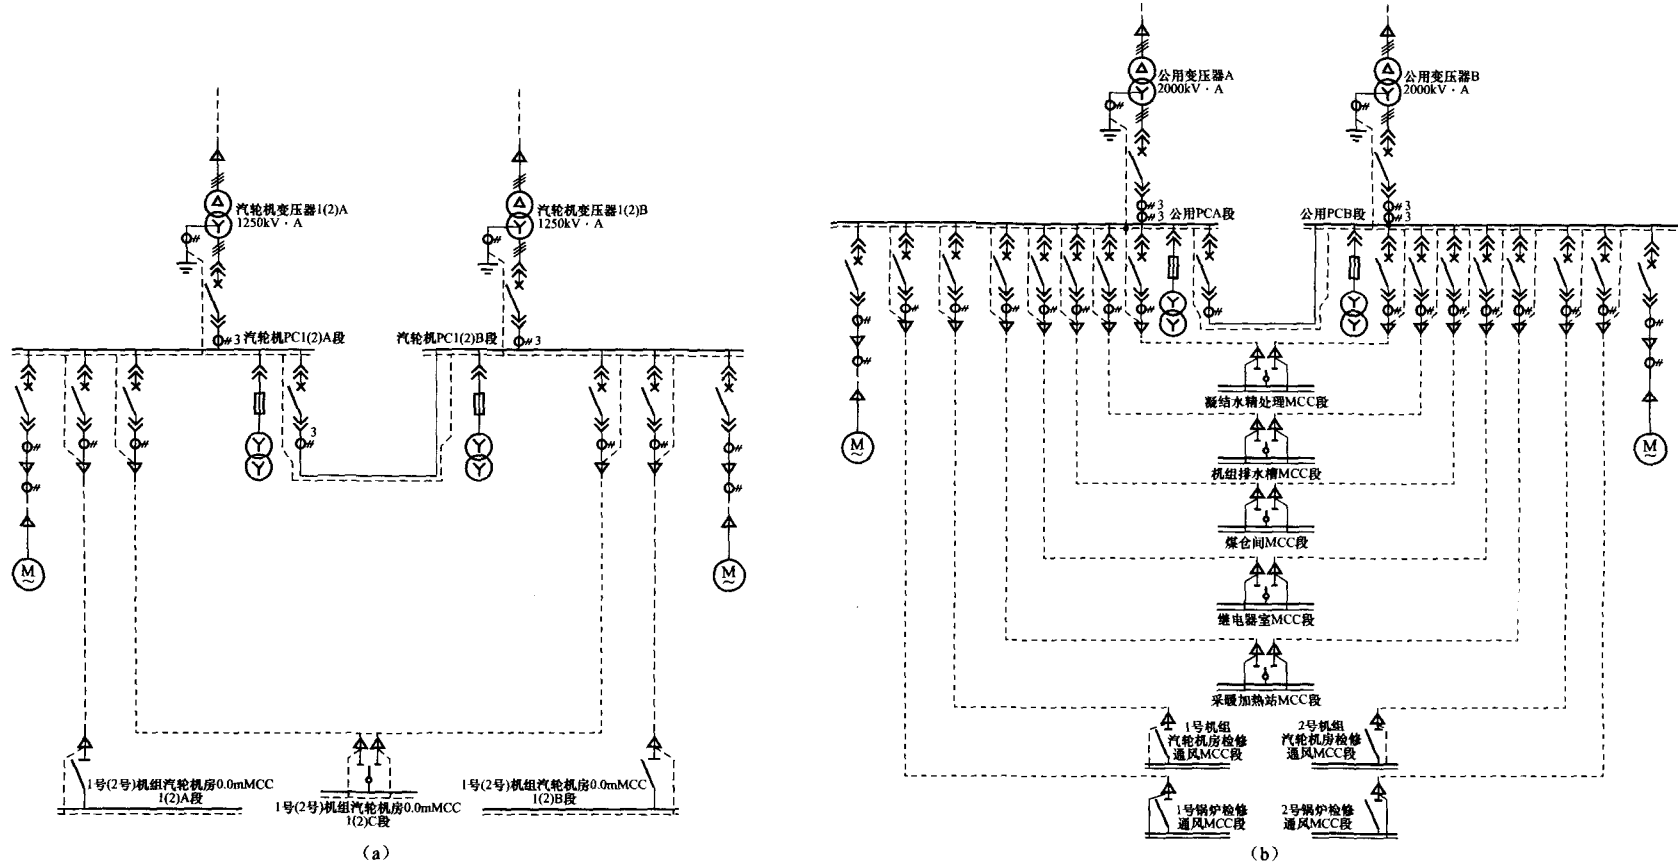 汽轮机变压器1(2)A
1250kV·A
汽轮机变压器1(2)B
1250kV·A
3
汽轮机PC1(2)A段
汽轮机PC1(2)B段
3
3
M
~
M
~
1号(2号)机组汽轮机房0.0mMCC
1(2)A段
1号(2号)机组汽轮机房0.0mMCC
1(2)C段
1号(2号)机组汽轮机房0.0mMCC
1(2)B段
(a)
公用变压器A
2000kV·A
公用变压器B
2000kV·A
3
3
公用PCA段
公用PCB段
3
3
M
~
M
~
凝结水精处理MCC段
机组排水槽MCC段
煤仓间MCC段
继电器室MCC段
采暖加热站MCC段
1号机组
汽轮机房检修
通风MCC段
2号机组
汽轮机房检修
通风MCC段
1号锅炉检修
通风MCC段
2号锅炉检修
通风MCC段
(b)